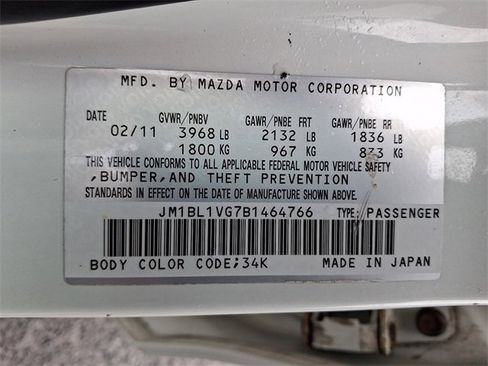 MFD. BY MAZDA MOTOR CORPORATION
DATE GVWR/PNBV GAWR/PNBE FRT GAWR/PNBE RR
02/11 3968 LB 2132 LB 1836 LB
1800 KG 967 KG 833 KG
THIS VEHICLE CONFORMS TO ALL APPLICABLE FEDERAL MOTOR VEHICLE SAFETY
,BUMPER,AND THEFT PREVENTION
STANDARDS IN EFFECT ON THE DATE OF MANUFACTURE SHOWN ABOVE.
JM1BL1VG7B1464766 TYPE: PASSENGER
BODY COLOR CODE;34K MADE IN JAPAN